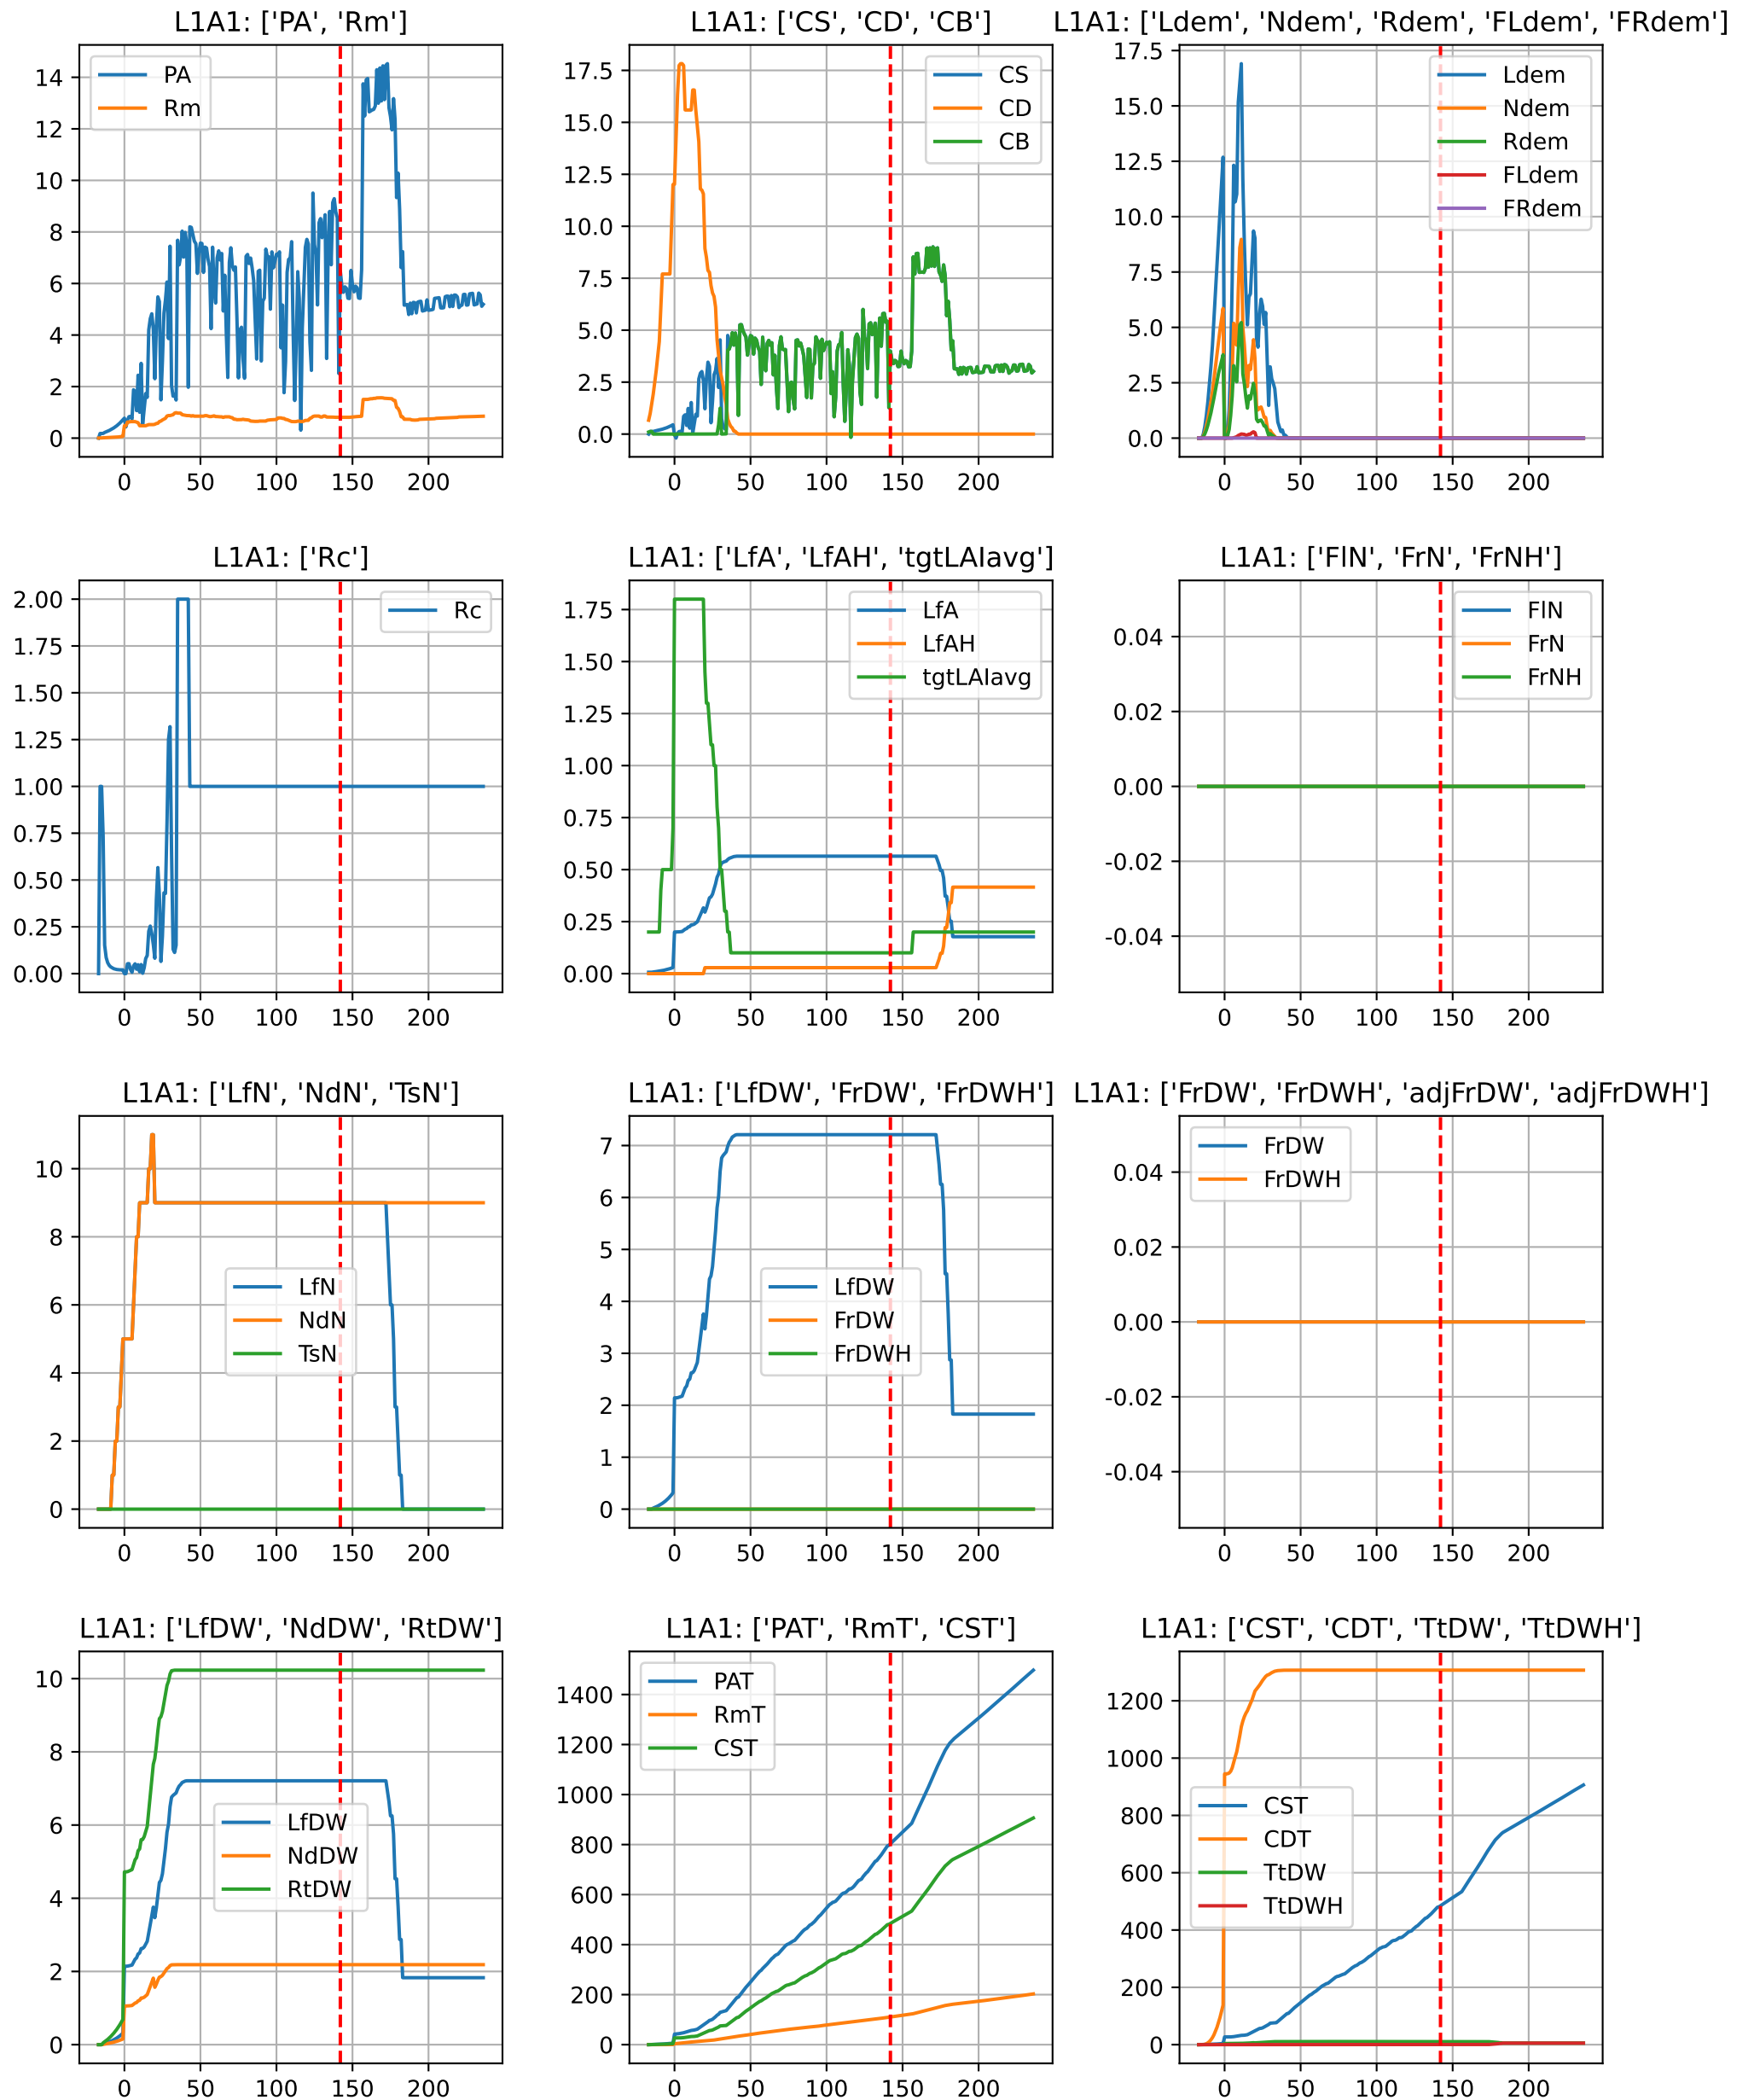 L1A1: ['PA', 'Rm']
PA
Rm
14
12
10
8
6
4
2
0
0 50 100 150 200
L1A1: ['CS', 'CD', 'CB']
CS
CD
CB
17.5
15.0
12.5
10.0
7.5
5.0
2.5
0.0
0 50 100 150 200
L1A1: ['Ldem', 'Ndem', 'Rdem', 'FLdem', 'FRdem']
Ldem
Ndem
Rdem
FLdem
FRdem
17.5
15.0
12.5
10.0
7.5
5.0
2.5
0.0
0 50 100 150 200
L1A1: ['Rc']
Rc
2.00
1.75
1.50
1.25
1.00
0.75
0.50
0.25
0.00
0 50 100 150 200
L1A1: ['LfA', 'LfAH', 'tgtLAIavg']
LfA
LfAH
tgtLAIavg
1.75
1.50
1.25
1.00
0.75
0.50
0.25
0.00
0 50 100 150 200
L1A1: ['FlN', 'FrN', 'FrNH']
FlN
FrN
FrNH
0.04
0.02
0.00
-0.02
-0.04
0 50 100 150 200
L1A1: ['LfN', 'NdN', 'TsN']
LfN
NdN
TsN
10
8
6
4
2
0
0 50 100 150 200
L1A1: ['LfDW', 'FrDW', 'FrDWH']
LfDW
FrDW
FrDWH
7
6
5
4
3
2
1
0
0 50 100 150 200
L1A1: ['FrDW', 'FrDWH', 'adjFrDW', 'adjFrDWH']
FrDW
FrDWH
0.04
0.02
0.00
-0.02
-0.04
0 50 100 150 200
L1A1: ['LfDW', 'NdDW', 'RtDW']
LfDW
NdDW
RtDW
10
8
6
4
2
0
0 50 100 150 200
L1A1: ['PAT', 'RmT', 'CST']
PAT
RmT
CST
1400
1200
1000
800
600
400
200
0
0 50 100 150 200
L1A1: ['CST', 'CDT', 'TtDW', 'TtDWH']
CST
CDT
TtDW
TtDWH
1200
1000
800
600
400
200
0
0 50 100 150 200